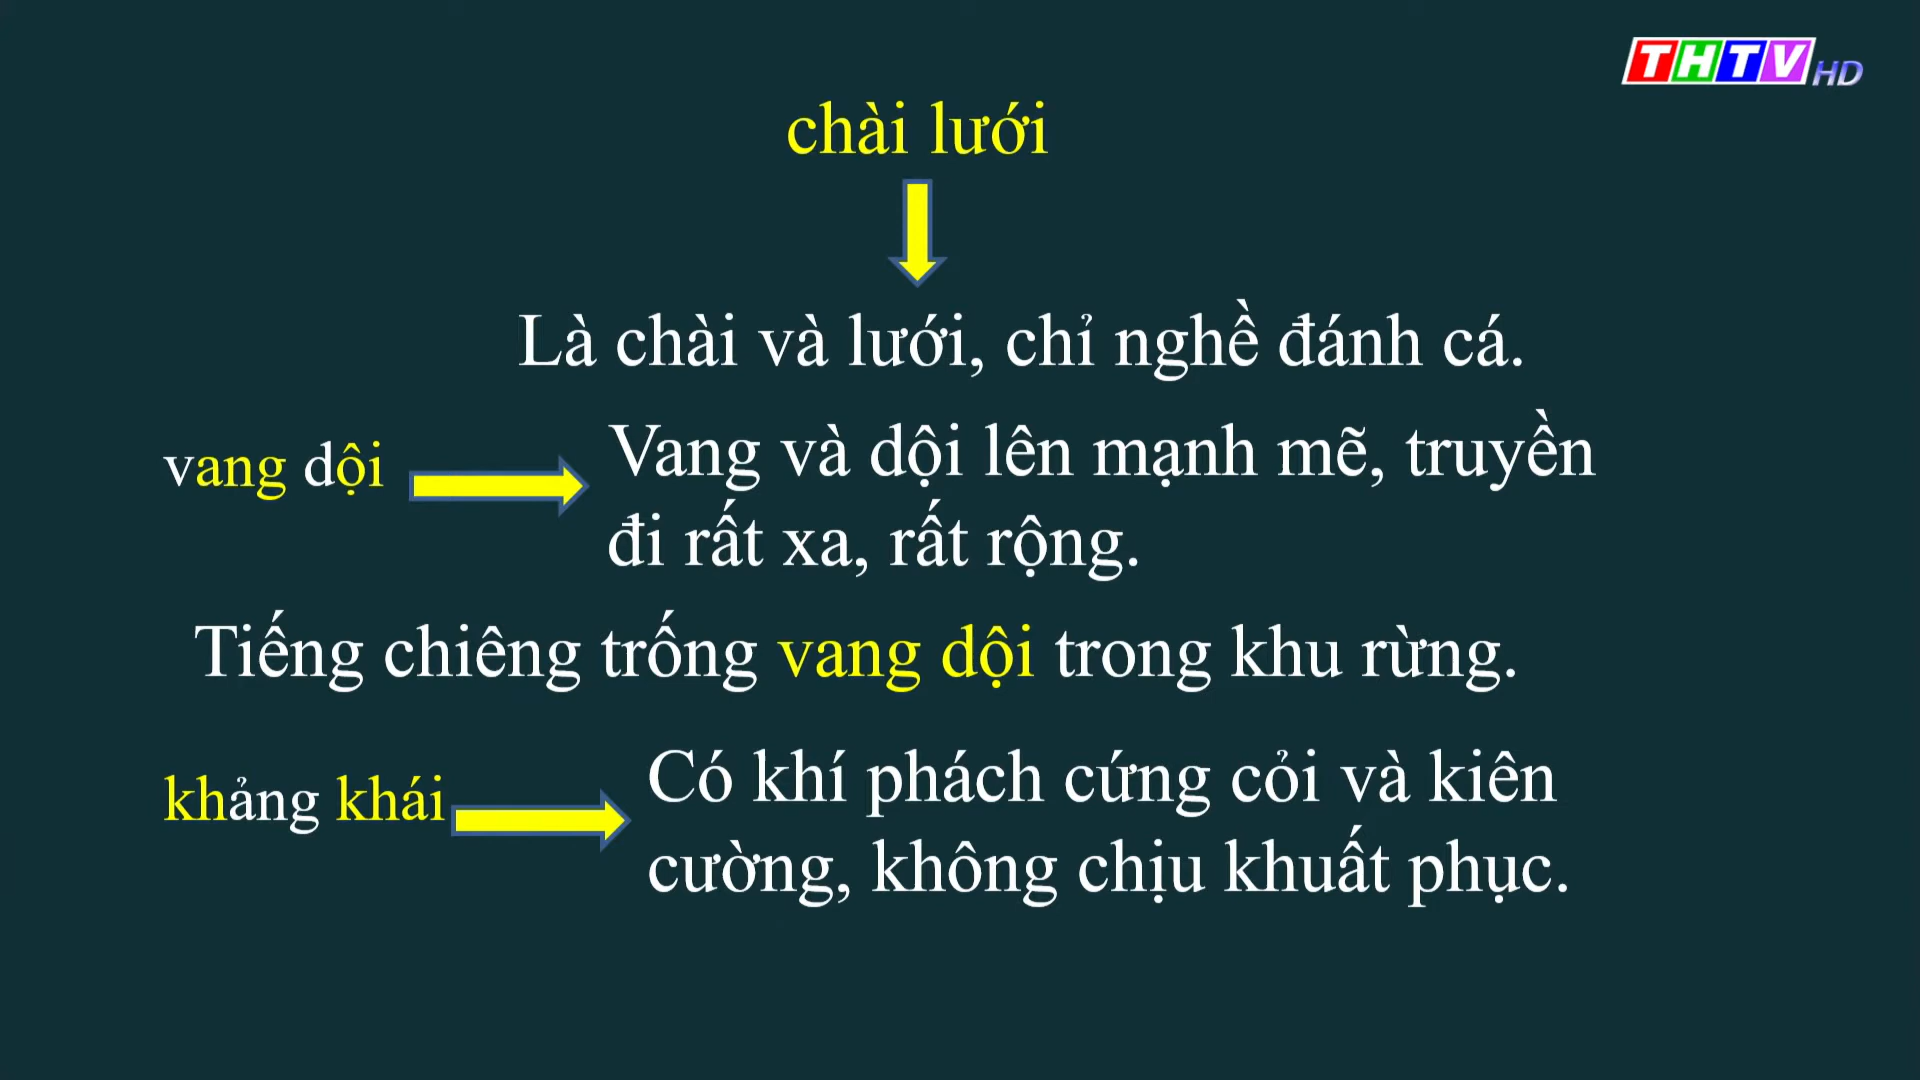 THTV HD
chài lưới
Là chài và lưới, chỉ nghề đánh cá.
vang dội
Vang và dội lên mạnh mẽ, truyền
đi rất xa, rất rộng.
Tiếng chiêng trống vang dội trong khu rừng.
khảng khái
Có khí phách cứng cỏi và kiên
cường, không chịu khuất phục.